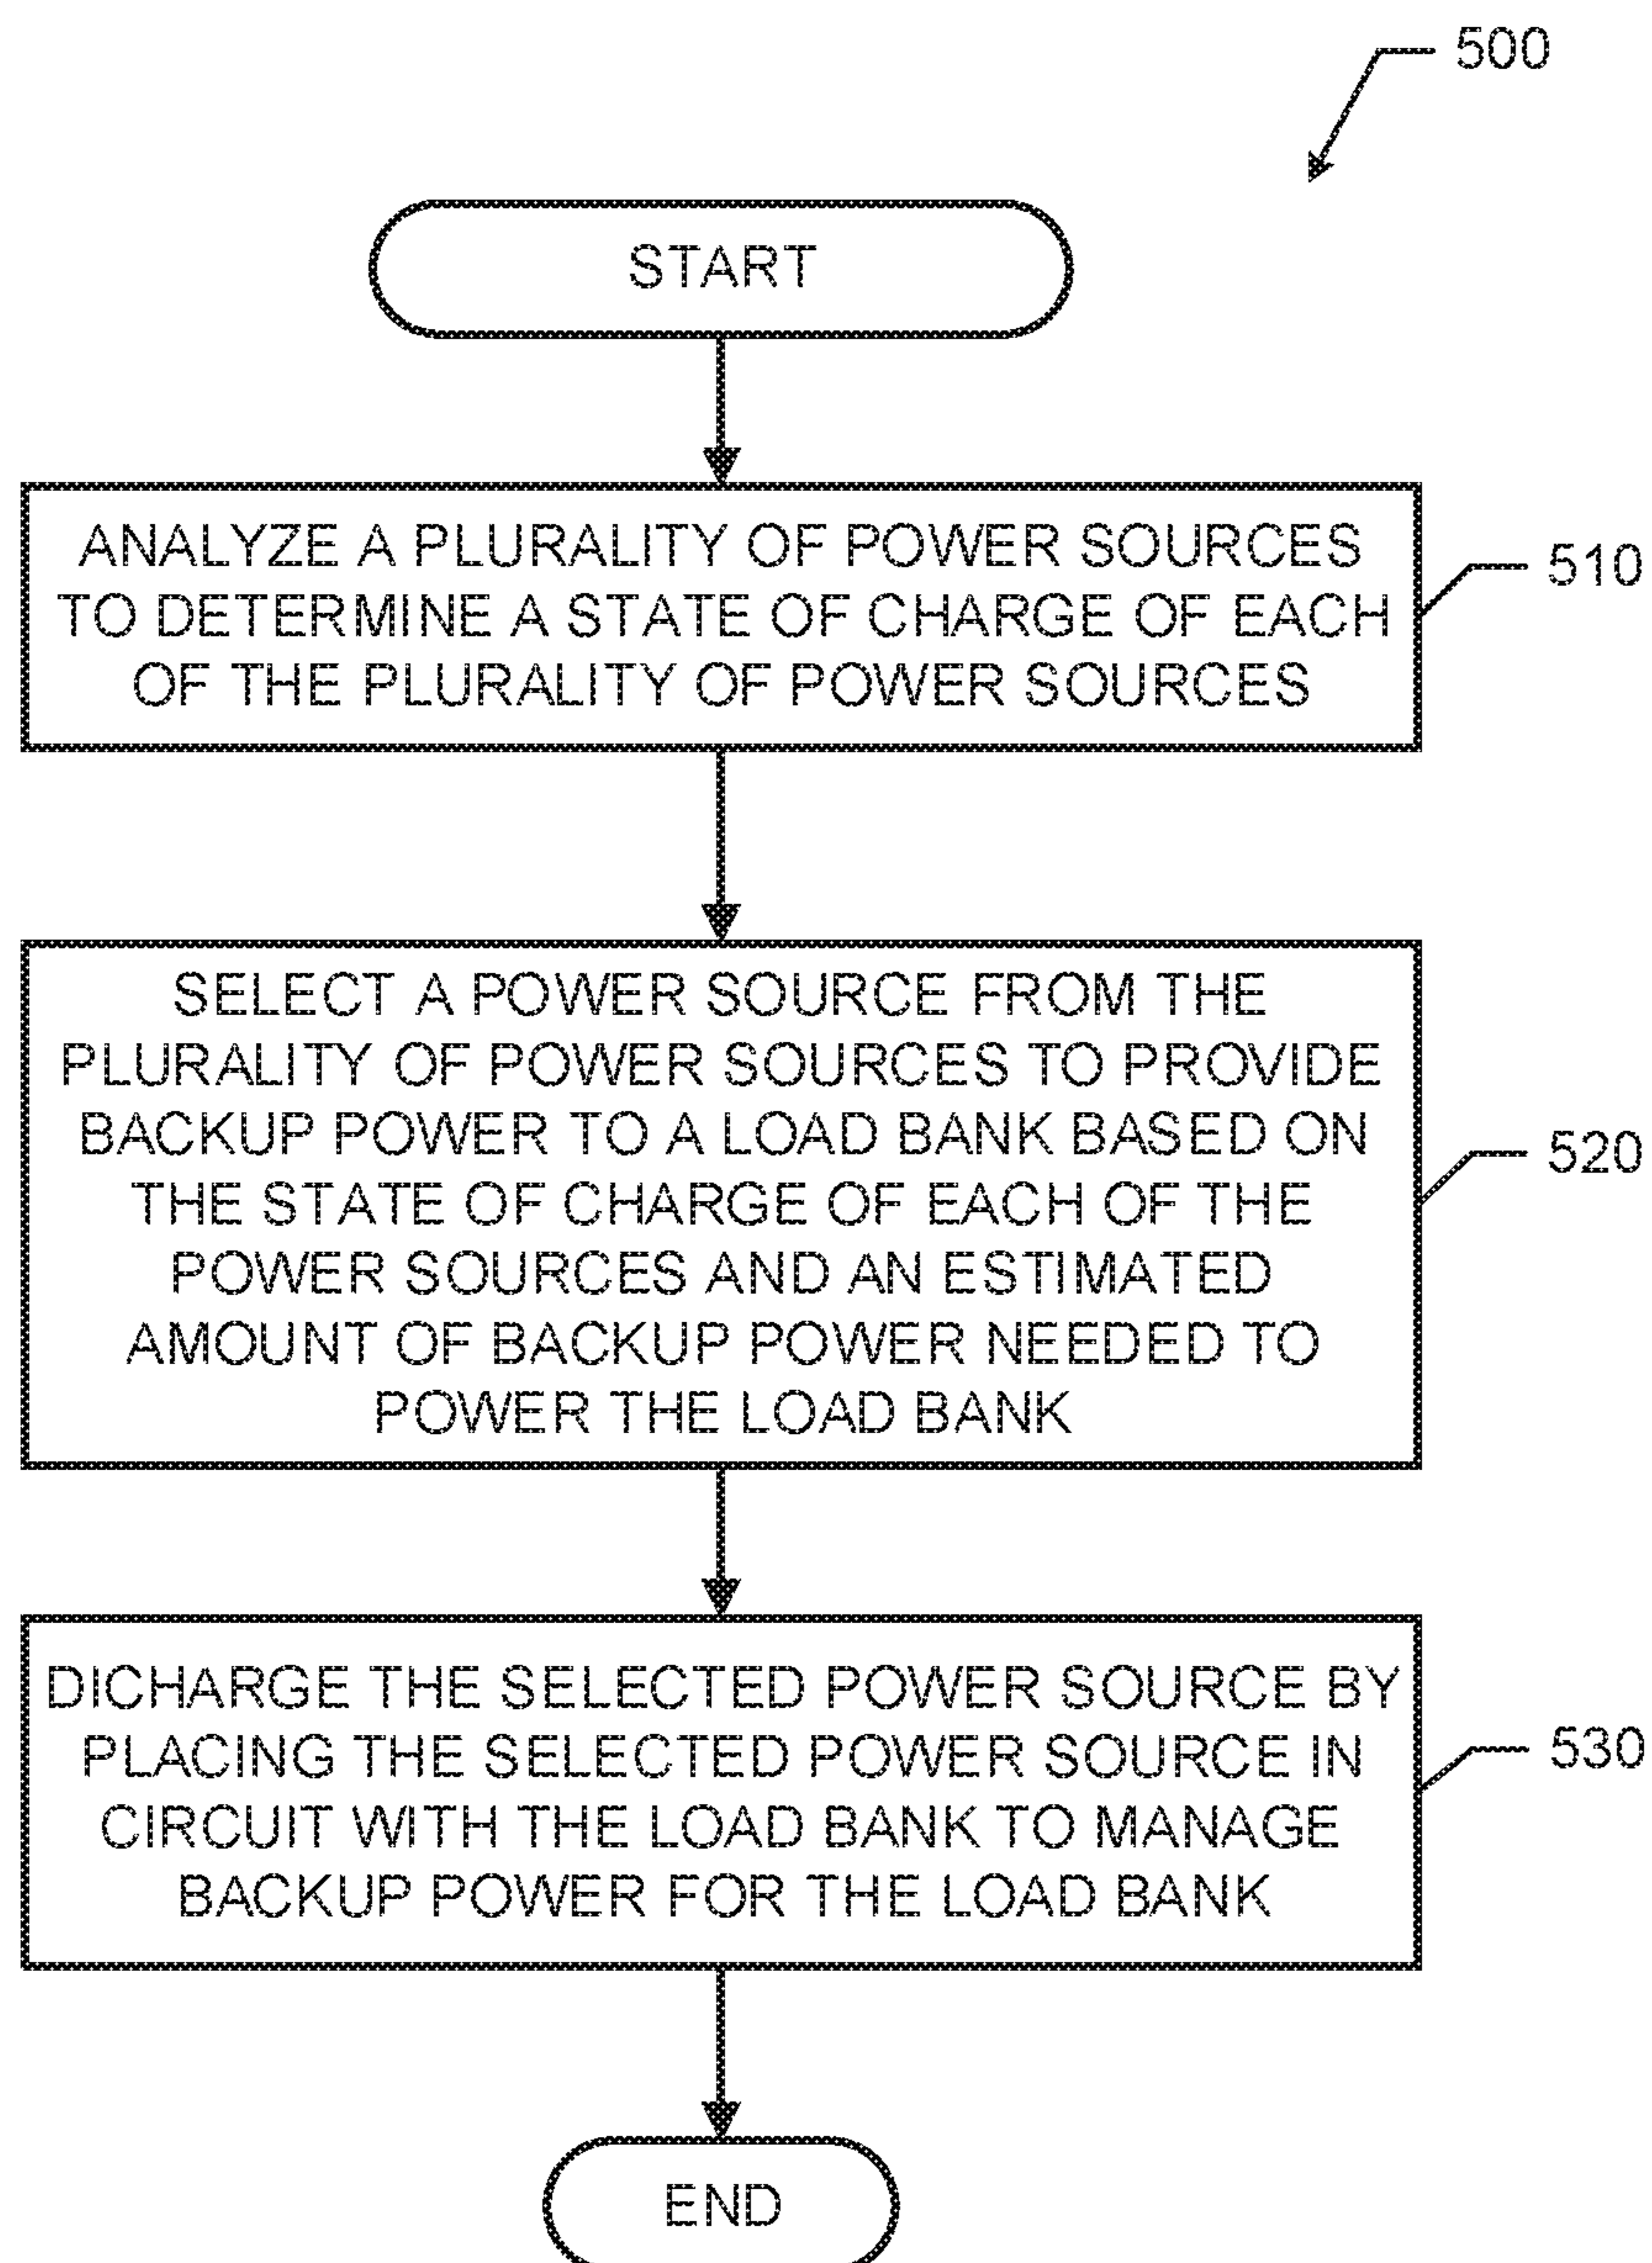 500
START
ANALYZE A PLURALITY OF POWER SOURCES
TO DETERMINE A STATE OF CHARGE OF EACH
OF THE PLURALITY OF POWER SOURCES
510
SELECT A POWER SOURCE FROM THE
PLURALITY OF POWER SOURCES TO PROVIDE
BACKUP POWER TO A LOAD BANK BASED ON
THE STATE OF CHARGE OF EACH OF THE
POWER SOURCES AND AN ESTIMATED
AMOUNT OF BACKUP POWER NEEDED TO
POWER THE LOAD BANK
520
DICHARGE THE SELECTED POWER SOURCE BY
PLACING THE SELECTED POWER SOURCE IN
CIRCUIT WITH THE LOAD BANK TO MANAGE
BACKUP POWER FOR THE LOAD BANK
530
END